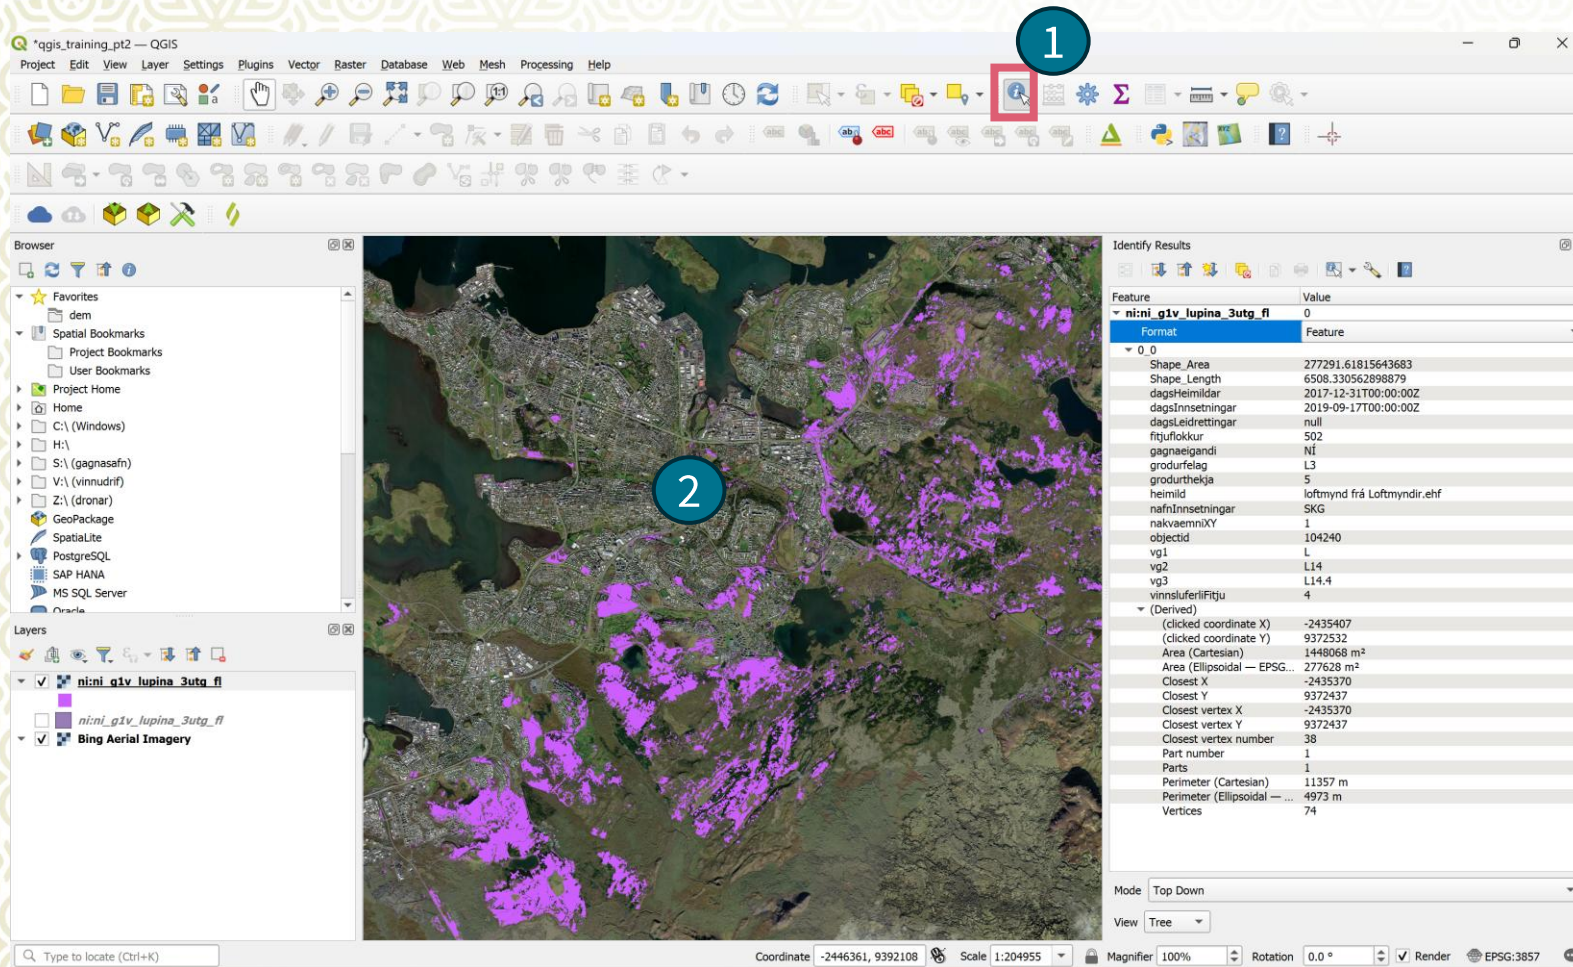 1
*qgis_training_pt2 — QGIS
Project Edit View Layer Settings Plugins Vector Raster Database Web Mesh Processing Help
Browser
Favorites
dem
Spatial Bookmarks
Project Bookmarks
User Bookmarks
Project Home
Home
C:\ (Windows)
H:\
S:\ (gagnasafn)
V:\ (vinnudrif)
Z:\ (dronar)
GeoPackage
SpatiaLite
PostgreSQL
SAP HANA
MS SQL Server
Oracle
Layers
ni:ni_g1v_lupina_3utg_fl
ni:ni_g1v_lupina_3utg_fl
Bing Aerial Imagery
2
Identify Results
Feature Value
ni:ni_g1v_lupina_3utg_fl 0
Format Feature
0_0
Shape_Area 277291.61815643683
Shape_Length 6508.330562898879
dagsHeimildar 2017-12-31T00:00:00Z
dagsInnsetningar 2019-09-17T00:00:00Z
dagsLeidrettingar null
fitjuflokkur 502
gagnaeigandi NÍ
grodurfelag L3
grodurthekja 5
heimild loftmynd frá Loftmyndir.ehf
nafnInnsetningar SKG
nakvaemniXY 1
objectid 104240
vg1 L
vg2 L14
vg3 L14.4
vinnsluferliFitju 4
(Derived)
(clicked coordinate X) -2435407
(clicked coordinate Y) 9372532
Area (Cartesian) 1448068 m²
Area (Ellipsoidal — EPSG... 277628 m²
Closest X -2435370
Closest Y 9372437
Closest vertex X -2435370
Closest vertex Y 9372437
Closest vertex number 38
Part number 1
Parts 1
Perimeter (Cartesian) 11357 m
Perimeter (Ellipsoidal — ... 4973 m
Vertices 74
Mode Top Down
View Tree
Type to locate (Ctrl+K) Coordinate -2446361, 9392108 Scale 1:204955 Magnifier 100% Rotation 0.0 ° Render EPSG:3857